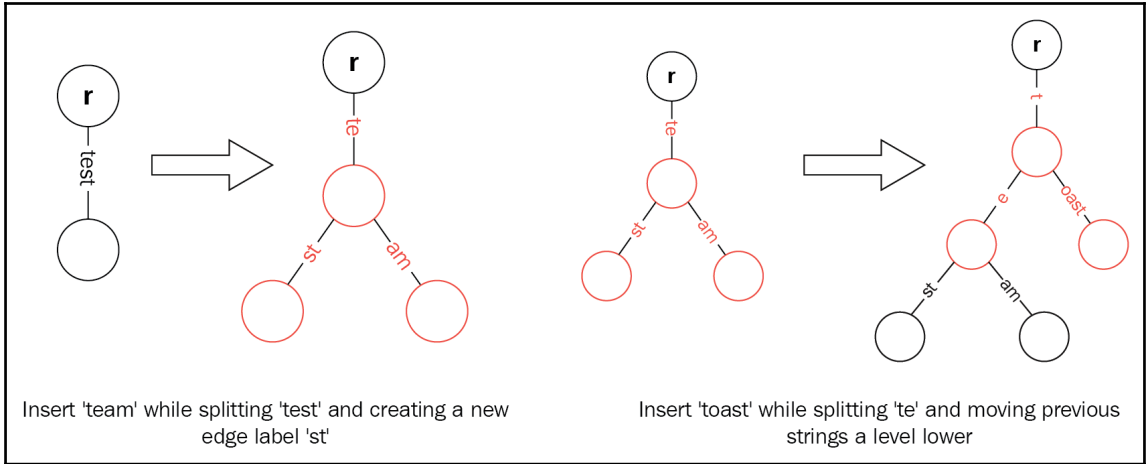 r
test
r
te
st
am
r
te
st
am
r
t
e
oast
st
am
Insert 'team' while splitting 'test' and creating a new
edge label 'st'
Insert 'toast' while splitting 'te' and moving previous
strings a level lower